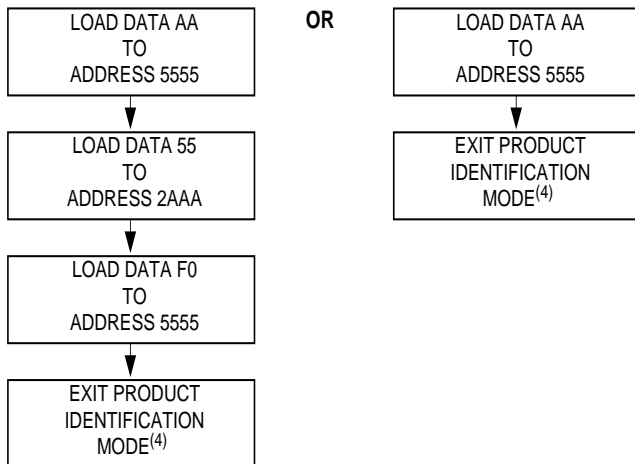 LOAD DATA AA
TO
ADDRESS 5555
LOAD DATA 55
TO
ADDRESS 2AAA
LOAD DATA F0
TO
ADDRESS 5555
EXIT PRODUCT
IDENTIFICATION
MODE(4)
OR
LOAD DATA AA
TO
ADDRESS 5555
EXIT PRODUCT
IDENTIFICATION
MODE(4)